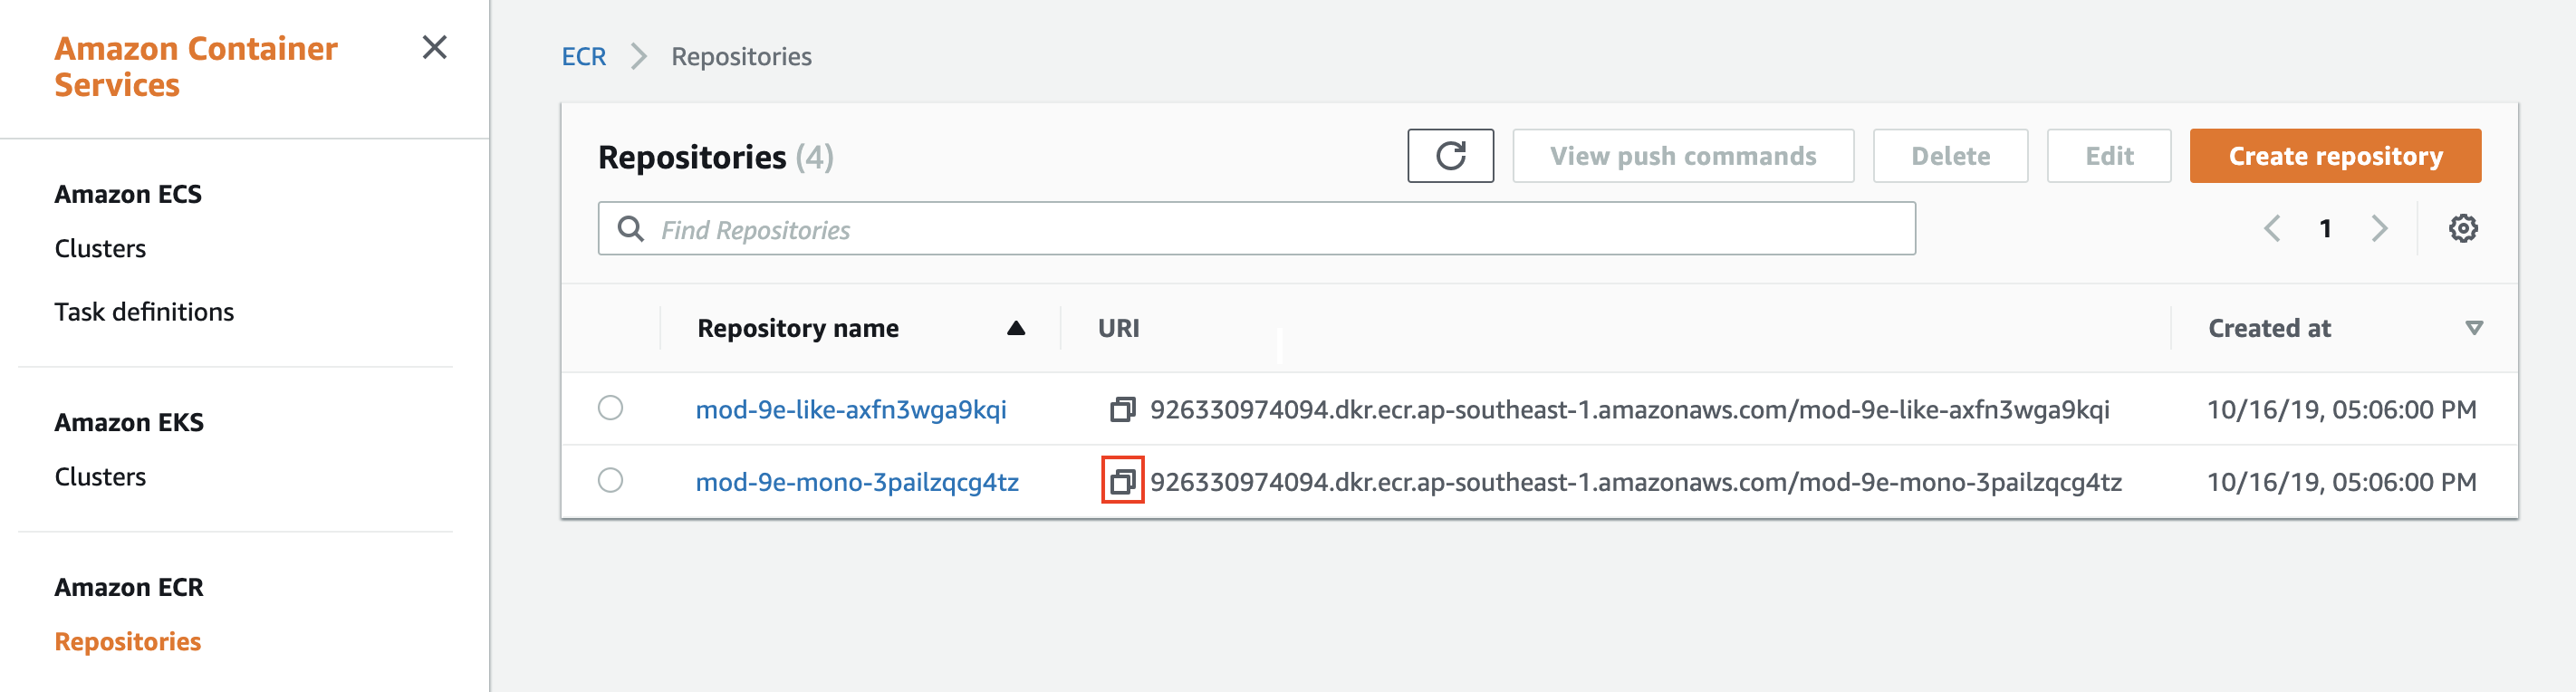 Amazon Container
Services
Amazon ECS
Clusters
Task definitions
Amazon EKS
Clusters
Amazon ECR
Repositories
ECR Repositories
Repositories (4) View push commands Delete Edit Create repository
Find Repositories 1
Repository name URI Created at
mod-9e-like-axfn3wga9kqi 926330974094.dkr.ecr.ap-southeast-1.amazonaws.com/mod-9e-like-axfn3wga9kqi 10/16/19, 05:06:00 PM
mod-9e-mono-3pailzqcg4tz 926330974094.dkr.ecr.ap-southeast-1.amazonaws.com/mod-9e-mono-3pailzqcg4tz 10/16/19, 05:06:00 PM